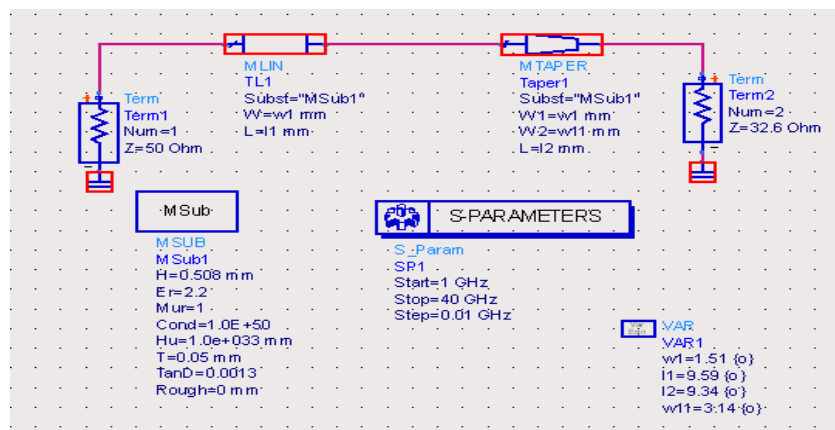 MLIN
TL1
Subst="MSub1"
W=w1 mm
L=l1 mm
MTAPER
Taper1
Subst="MSub1"
W1=w1 mm
W2=w11 mm
L=l2 mm
Term
Term1
Num=1
Z=50 Ohm
Term
Term2
Num=2
Z=32.6 Ohm
MSub
MSUB
MSub1
H=0.508 mm
Er=2.2
Mur=1
Cond=1.0E+50
Hu=1.0e+033 mm
T=0.05 mm
TanD=0.0013
Rough=0 mm
S-PARAMETERS
S_Param
SP1
Start=1 GHz
Stop=40 GHz
Step=0.01 GHz
VAR
VAR1
w1=1.51 {o}
l1=9.59 {o}
l2=9.34 {o}
w11=3.14 {o}